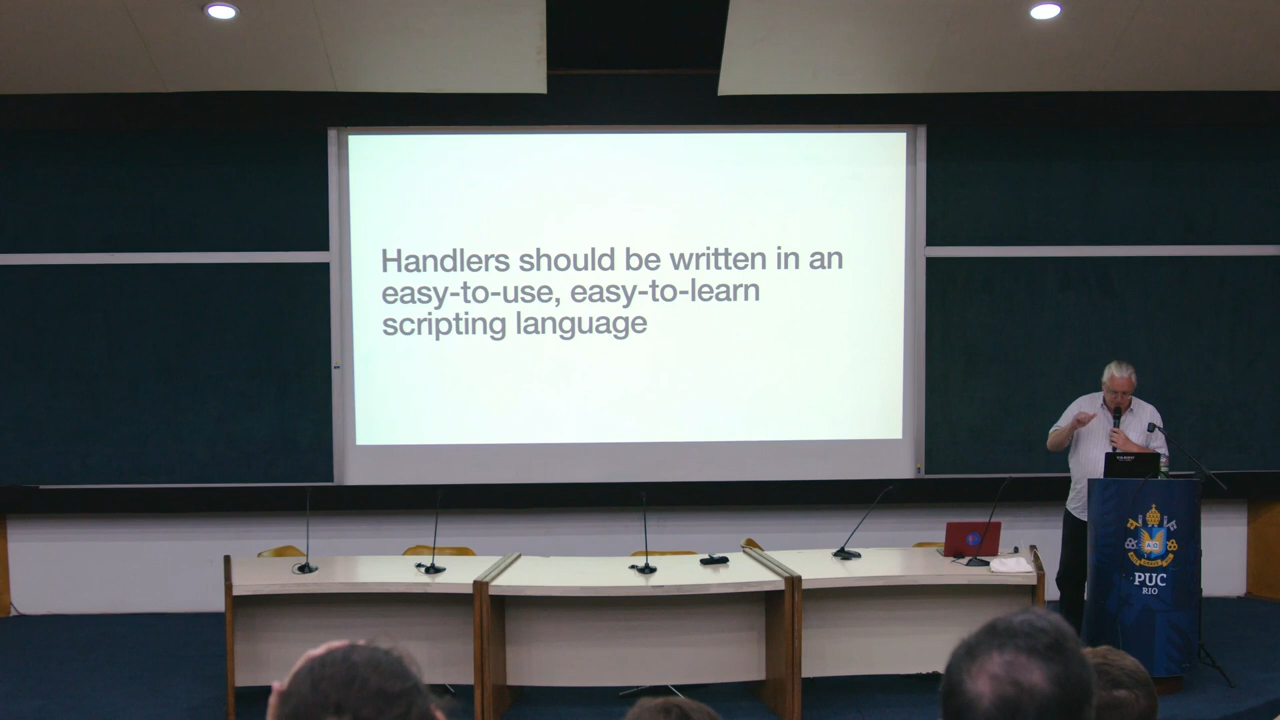 Handlers should be written in an
easy-to-use, easy-to-learn
scripting language
PUC
RIO